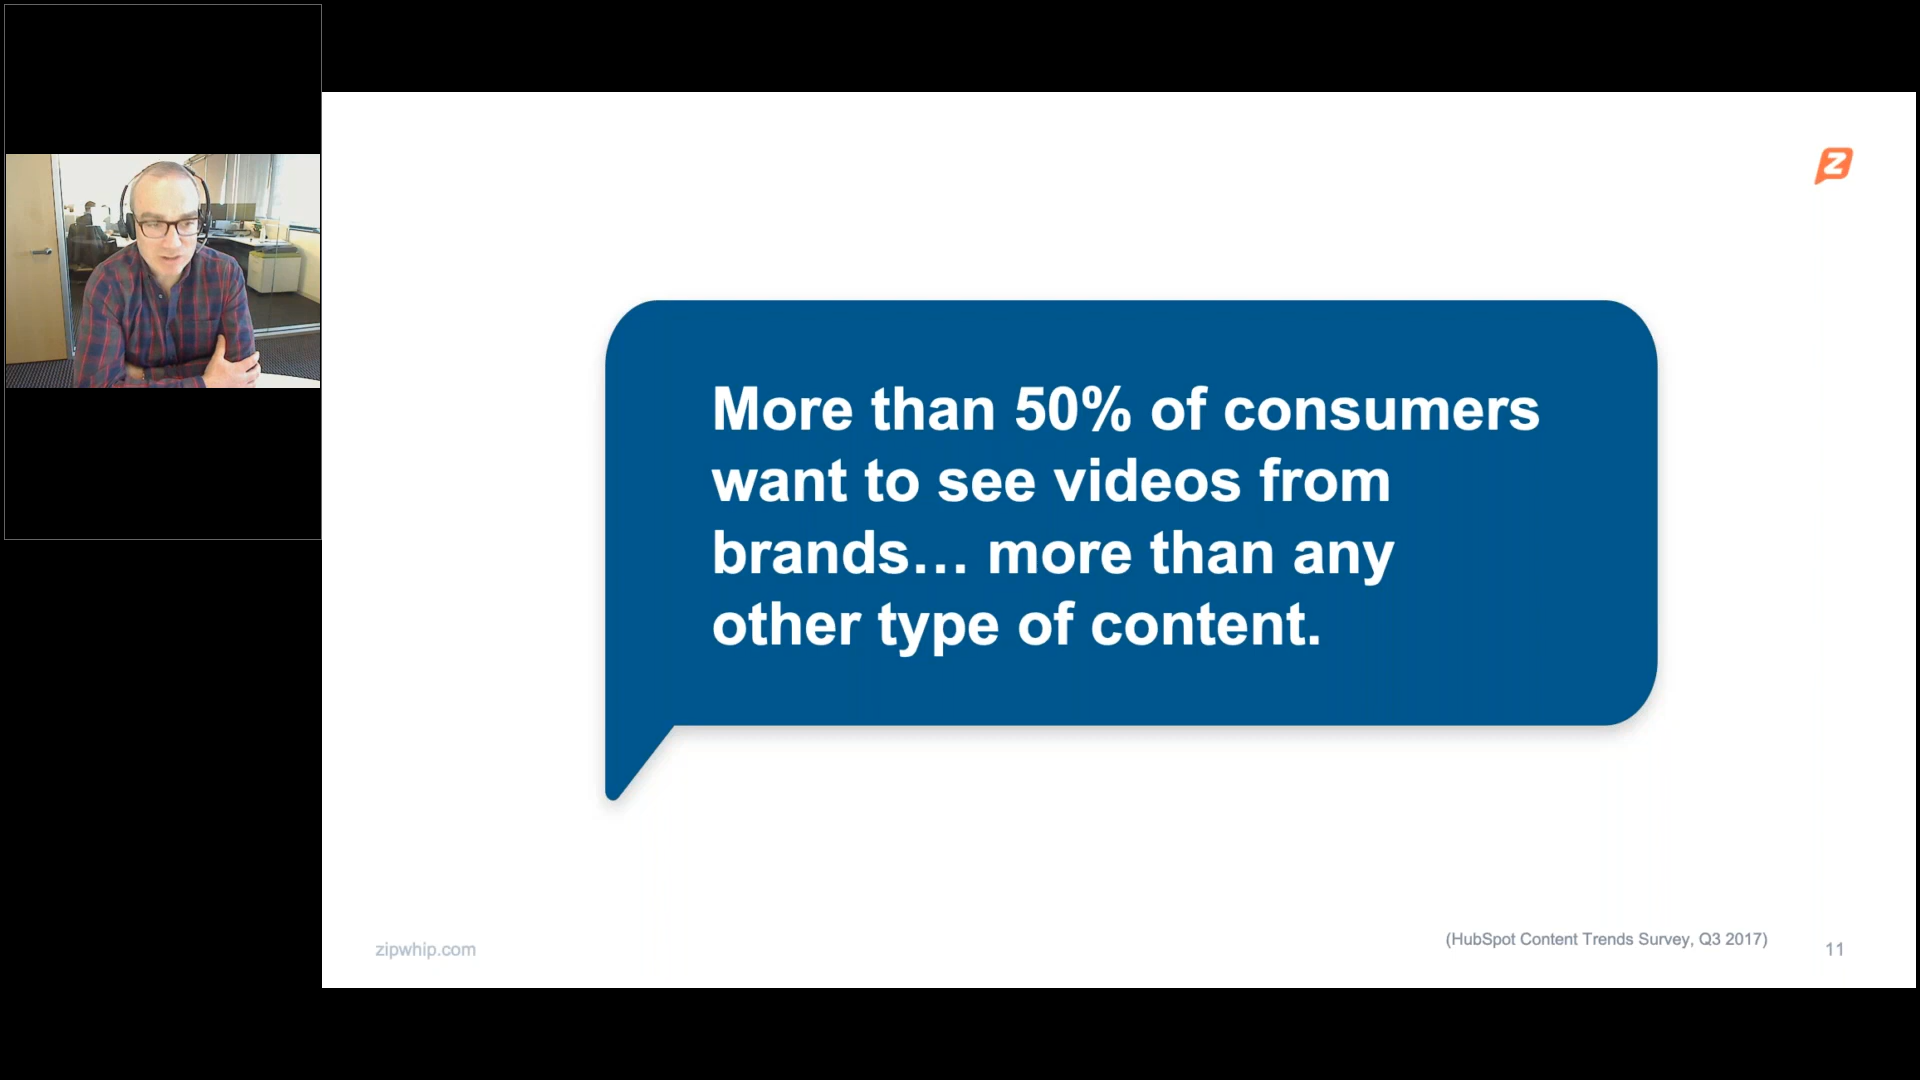 More than 50% of consumers
want to see videos from
brands… more than any
other type of content.
zipwhip.com
(HubSpot Content Trends Survey, Q3 2017)
11